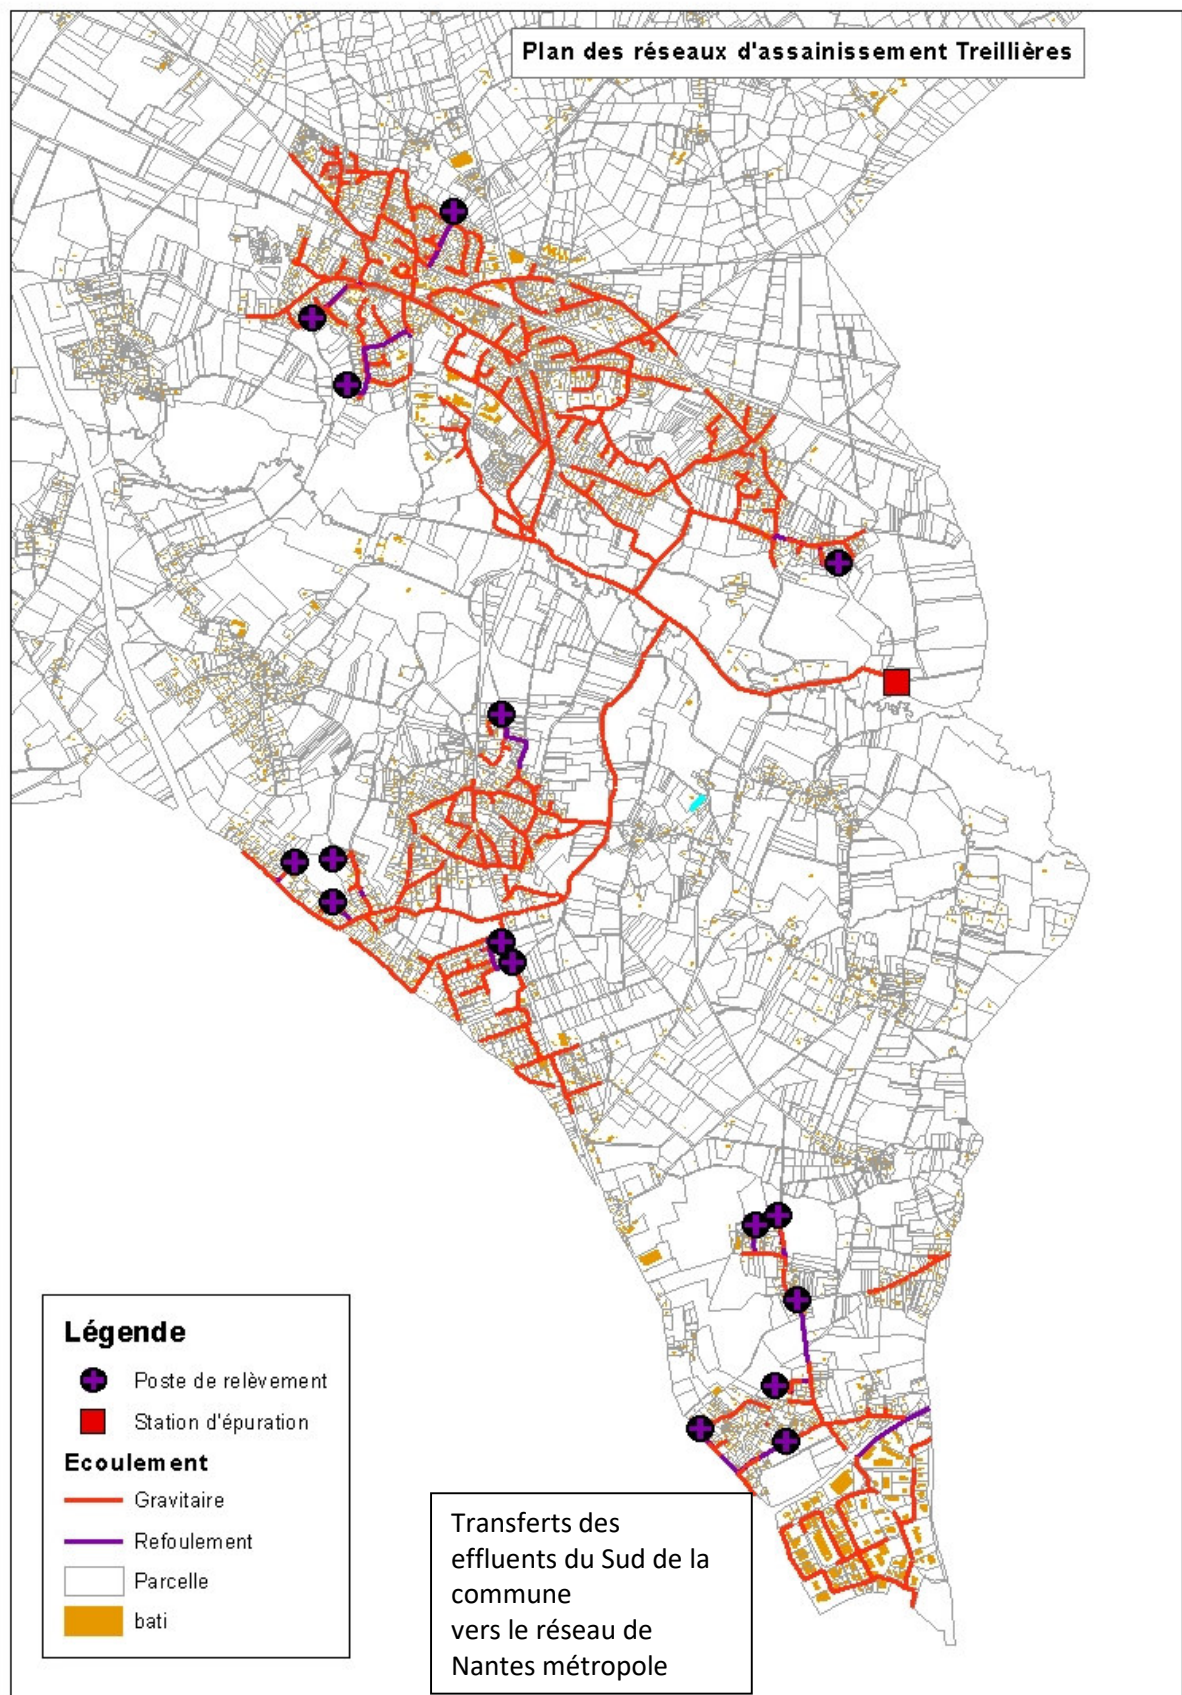 Plan des réseaux d'assainissement Treillières
Légende
Poste de relèvement
Station d'épuration
Ecoulement
Gravitaire
Refoulement
Parcelle
bati
Transferts des
effluents du Sud de la
commune
vers le réseau de
Nantes métropole